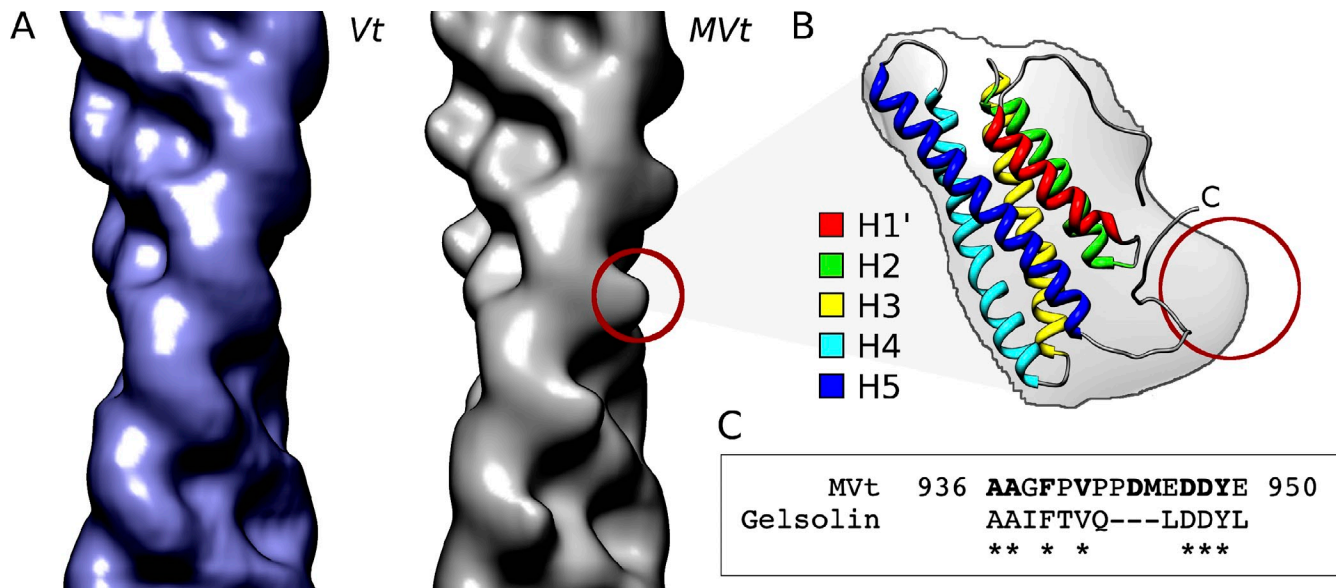 A
Vt
MVt
B
C
H1'
H2
H3
H4
H5
C
MVt 936 AAGFPVPPDMEDDYE 950
Gelsolin AAIFTVQ---LDDYL
** * * ***